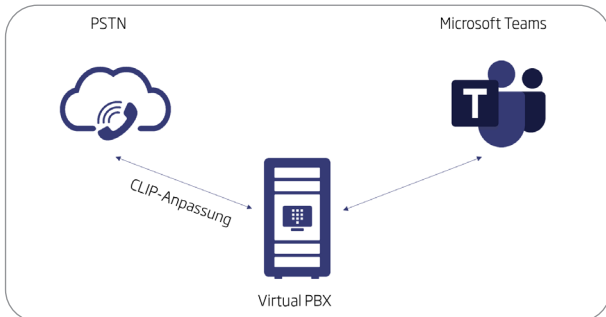 PSTN
Microsoft Teams
T
CLIP-Anpassung
Virtual PBX